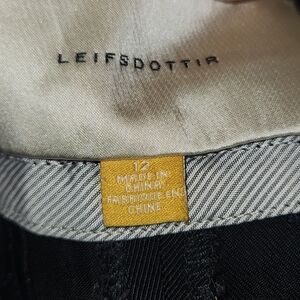 LEIFSDOTTIR
12
MADE IN
CHINA/
FABRIQUE EN
CHINE